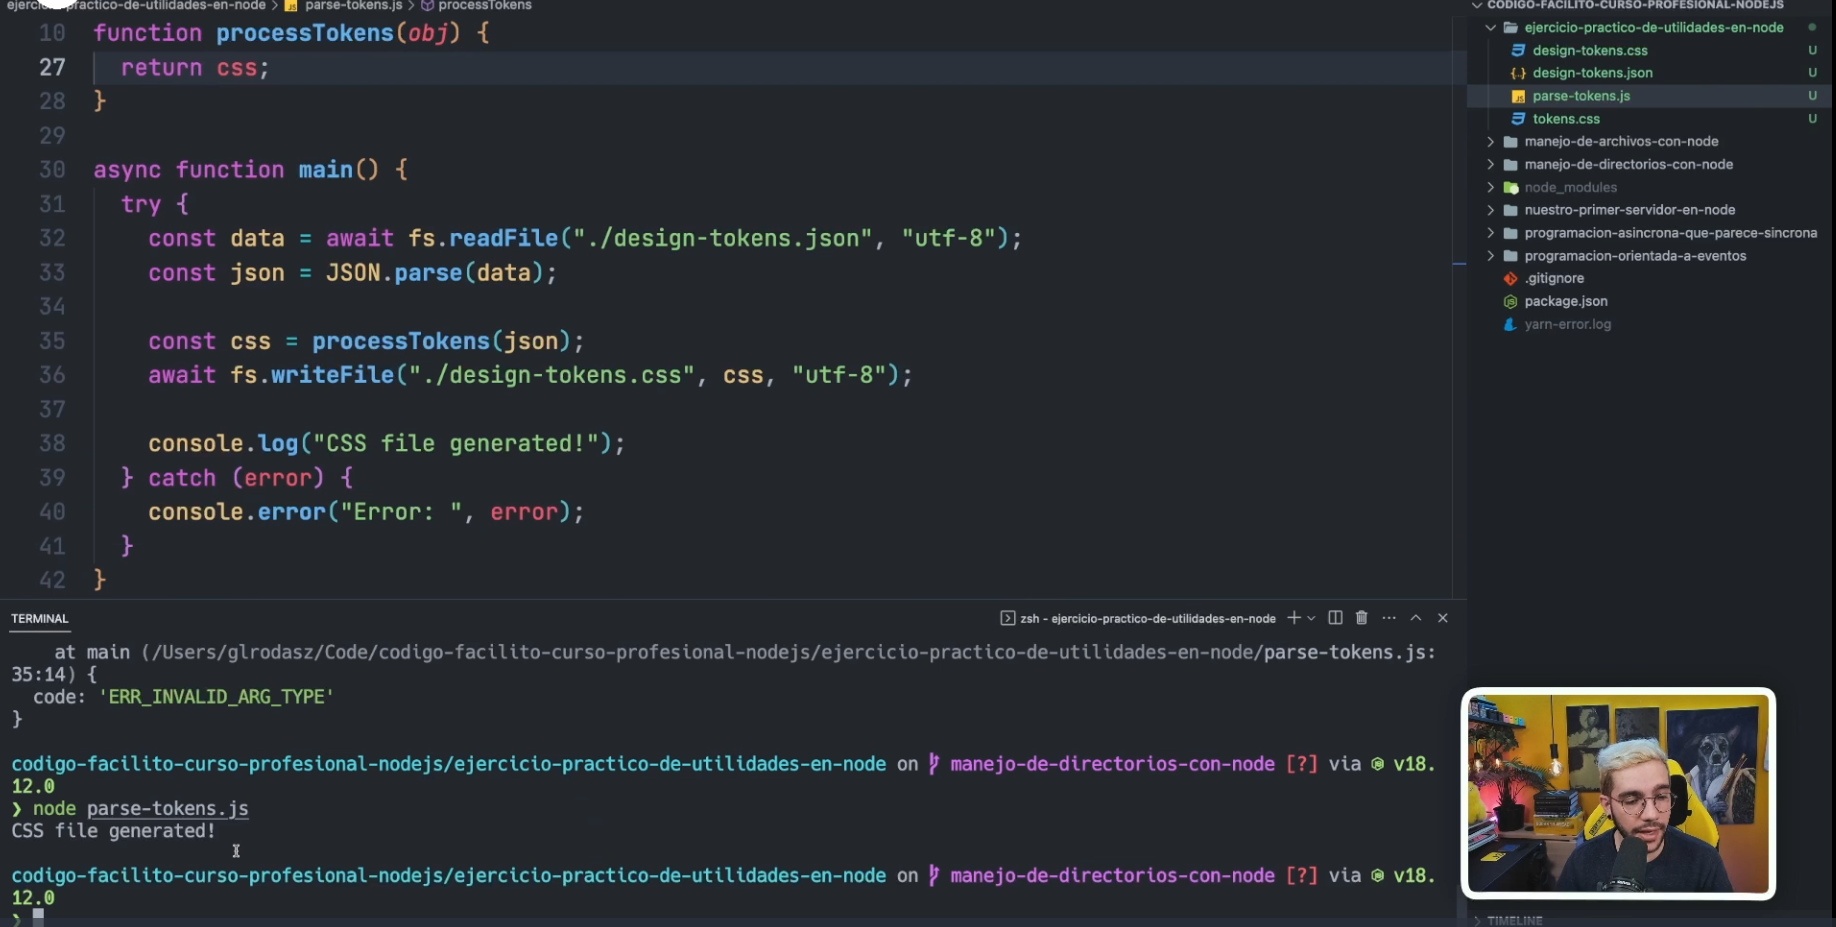 ejercicio-practico-de-utilidades-en-node > parse-tokens.js > processTokens
10 function processTokens(obj) {
27 return css;
28 }
29
30 async function main() {
31 try {
32 const data = await fs.readFile("./design-tokens.json", "utf-8");
33 const json = JSON.parse(data);
34
35 const css = processTokens(json);
36 await fs.writeFile("./design-tokens.css", css, "utf-8");
37
38 console.log("CSS file generated!");
39 } catch (error) {
40 console.error("Error: ", error);
41 }
42 }
TERMINAL
zsh - ejercicio-practico-de-utilidades-en-node
at main (/Users/glrodasz/Code/codigo-facilito-curso-profesional-nodejs/ejercicio-practico-de-utilidades-en-node/parse-tokens.js:
35:14) {
code: 'ERR_INVALID_ARG_TYPE'
}
codigo-facilito-curso-profesional-nodejs/ejercicio-practico-de-utilidades-en-node on manejo-de-directorios-con-node [?] via v18.
12.0
❯ node parse-tokens.js
CSS file generated!
codigo-facilito-curso-profesional-nodejs/ejercicio-practico-de-utilidades-en-node on manejo-de-directorios-con-node [?] via v18.
12.0
❯
CODIGO-FACILITO-CURSO-PROFESIONAL-NODEJS
ejercicio-practico-de-utilidades-en-node
design-tokens.css U
design-tokens.json U
parse-tokens.js U
tokens.css U
manejo-de-archivos-con-node
manejo-de-directorios-con-node
node_modules
nuestro-primer-servidor-en-node
programacion-asincrona-que-parece-sincrona
programacion-orientada-a-eventos
.gitignore
package.json
yarn-error.log
TIMELINE